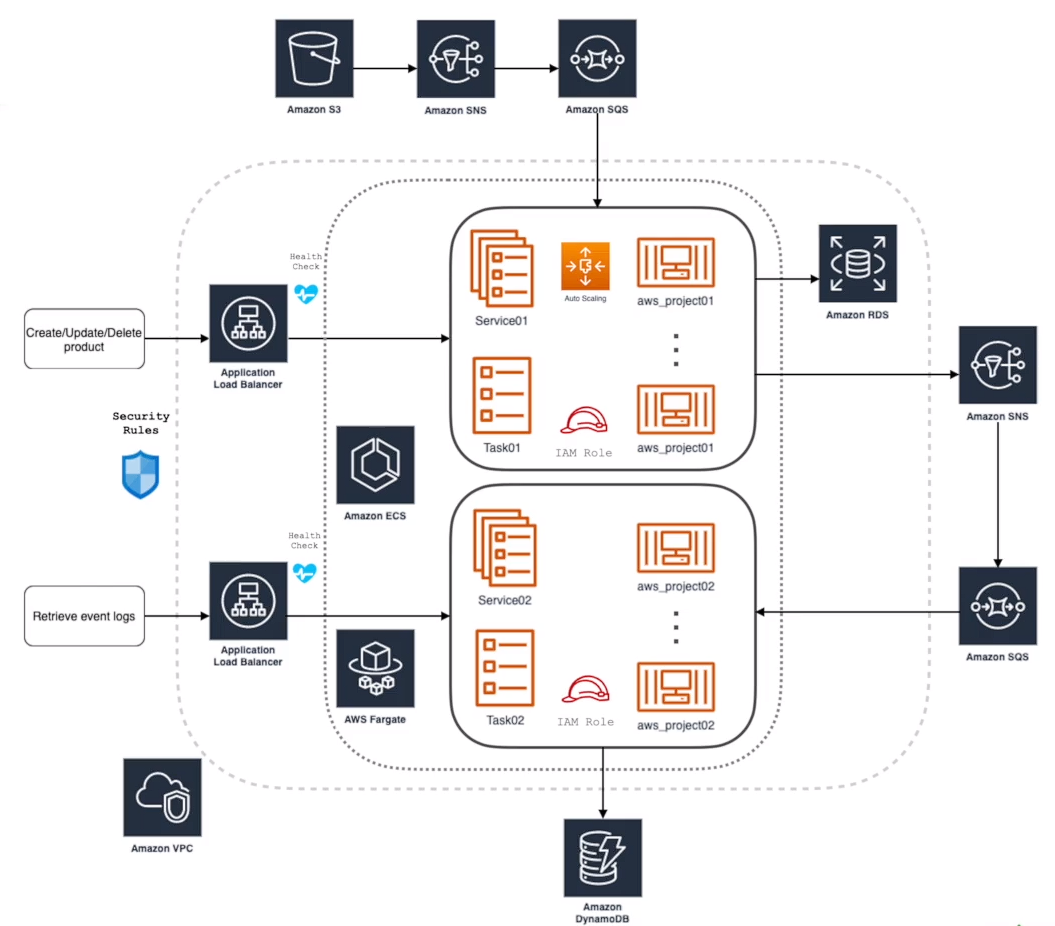 Amazon S3
Amazon SNS
Amazon SQS
Health
Check
Service01
Auto Scaling
aws_project01
Amazon RDS
Create/Update/Delete
product
Application
Load Balancer
Amazon SNS
Security
Rules
Task01
IAM Role
aws_project01
Amazon ECS
Health
Check
Service02
aws_project02
Retrieve event logs
Application
Load Balancer
Amazon SQS
AWS Fargate
Task02
IAM Role
aws_project02
Amazon VPC
Amazon
DynamoDB